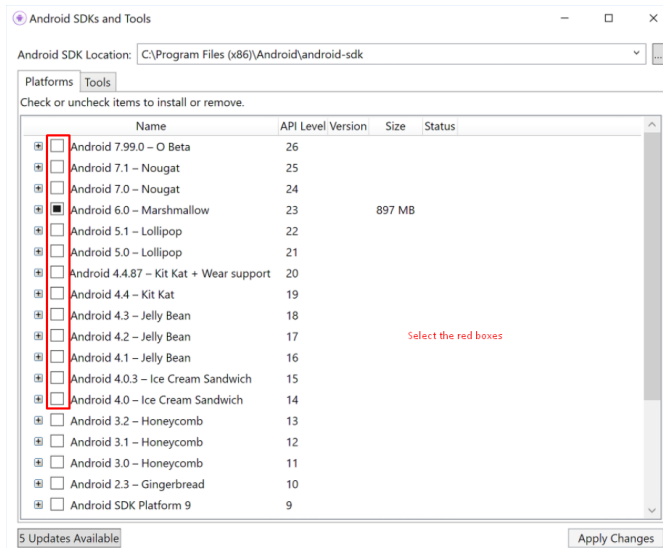 Android SDKs and Tools
Android SDK Location: C:\Program Files (x86)\Android\android-sdk ...
Platforms Tools
Check or uncheck items to install or remove.
Name API Level Version Size Status
Android 7.99.0 – O Beta 26
Android 7.1 – Nougat 25
Android 7.0 – Nougat 24
Android 6.0 – Marshmallow 23 897 MB
Android 5.1 – Lollipop 22
Android 5.0 – Lollipop 21
Android 4.4.87 – Kit Kat + Wear support 20
Android 4.4 – Kit Kat 19
Android 4.3 – Jelly Bean 18
Android 4.2 – Jelly Bean 17 Select the red boxes
Android 4.1 – Jelly Bean 16
Android 4.0.3 – Ice Cream Sandwich 15
Android 4.0 – Ice Cream Sandwich 14
Android 3.2 – Honeycomb 13
Android 3.1 – Honeycomb 12
Android 3.0 – Honeycomb 11
Android 2.3 – Gingerbread 10
Android SDK Platform 9 9
5 Updates Available Apply Changes